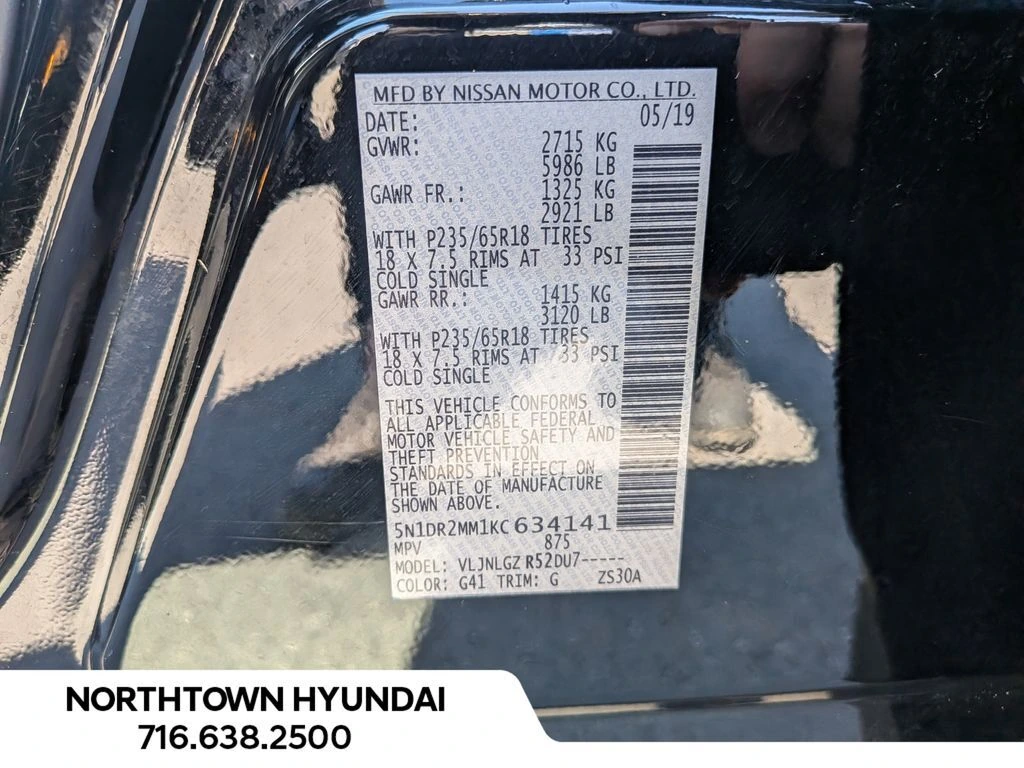 MFD BY NISSAN MOTOR CO., LTD.
DATE: 05/19
GVWR: 2715 KG
5986 LB
GAWR FR.: 1325 KG
2921 LB
WITH P235/65R18 TIRES
18 X 7.5 RIMS AT 33 PSI
COLD SINGLE
GAWR RR.: 1415 KG
3120 LB
WITH P235/65R18 TIRES
18 X 7.5 RIMS AT 33 PSI
COLD SINGLE
THIS VEHICLE CONFORMS TO
ALL APPLICABLE FEDERAL
MOTOR VEHICLE SAFETY AND
THEFT PREVENTION
STANDARDS IN EFFECT ON
THE DATE OF MANUFACTURE
SHOWN ABOVE.
5N1DR2MM1KC634141
MPV 875
MODEL: VLJNLGZ R52DU7-----
COLOR: G41 TRIM: G ZS30A
NORTHTOWN HYUNDAI
716.638.2500